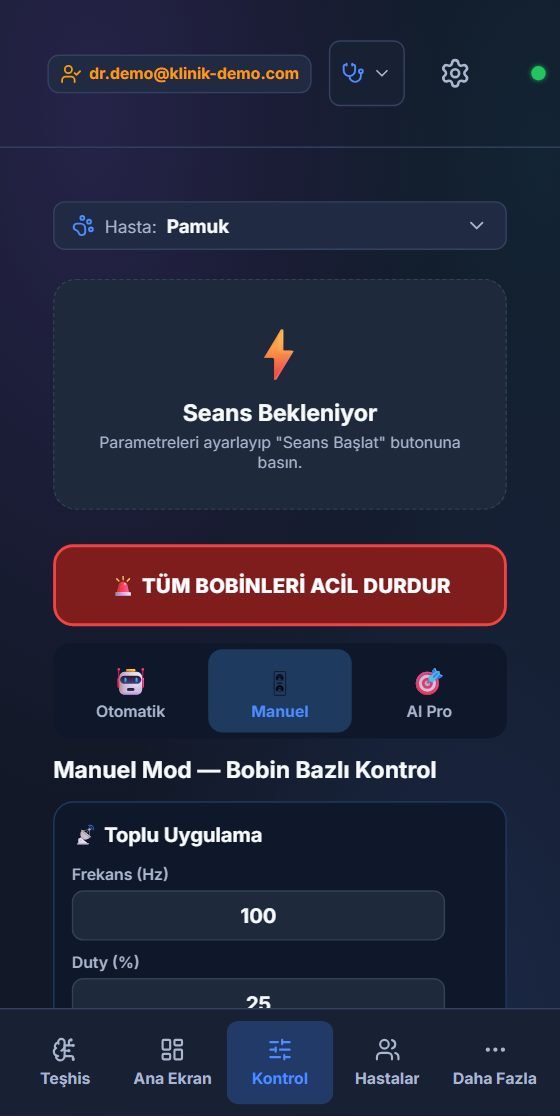 dr.demo@klinik-demo.com
Hasta: Pamuk
Seans Bekleniyor
Parametreleri ayarlayıp "Seans Başlat" butonuna
basın.
TÜM BOBİNLERİ ACİL DURDUR
Otomatik
Manuel
AI Pro
Manuel Mod — Bobin Bazlı Kontrol
Toplu Uygulama
Frekans (Hz)
100
Duty (%)
25
Teşhis
Ana Ekran
Kontrol
Hastalar
Daha Fazla